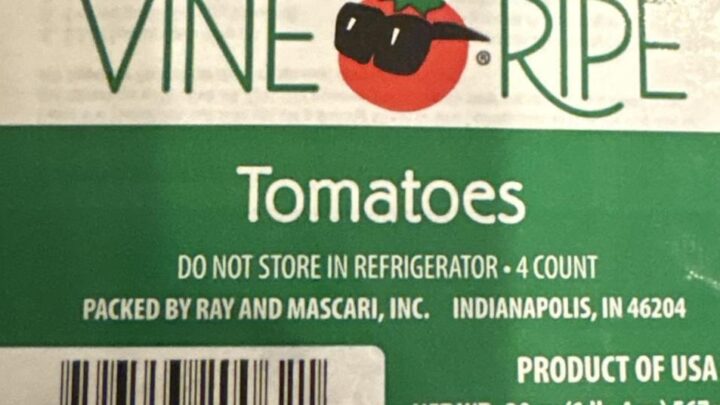 VINE RIPE
Tomatoes
DO NOT STORE IN REFRIGERATOR • 4 COUNT
PACKED BY RAY AND MASCARI, INC. INDIANAPOLIS, IN 46204
PRODUCT OF USA